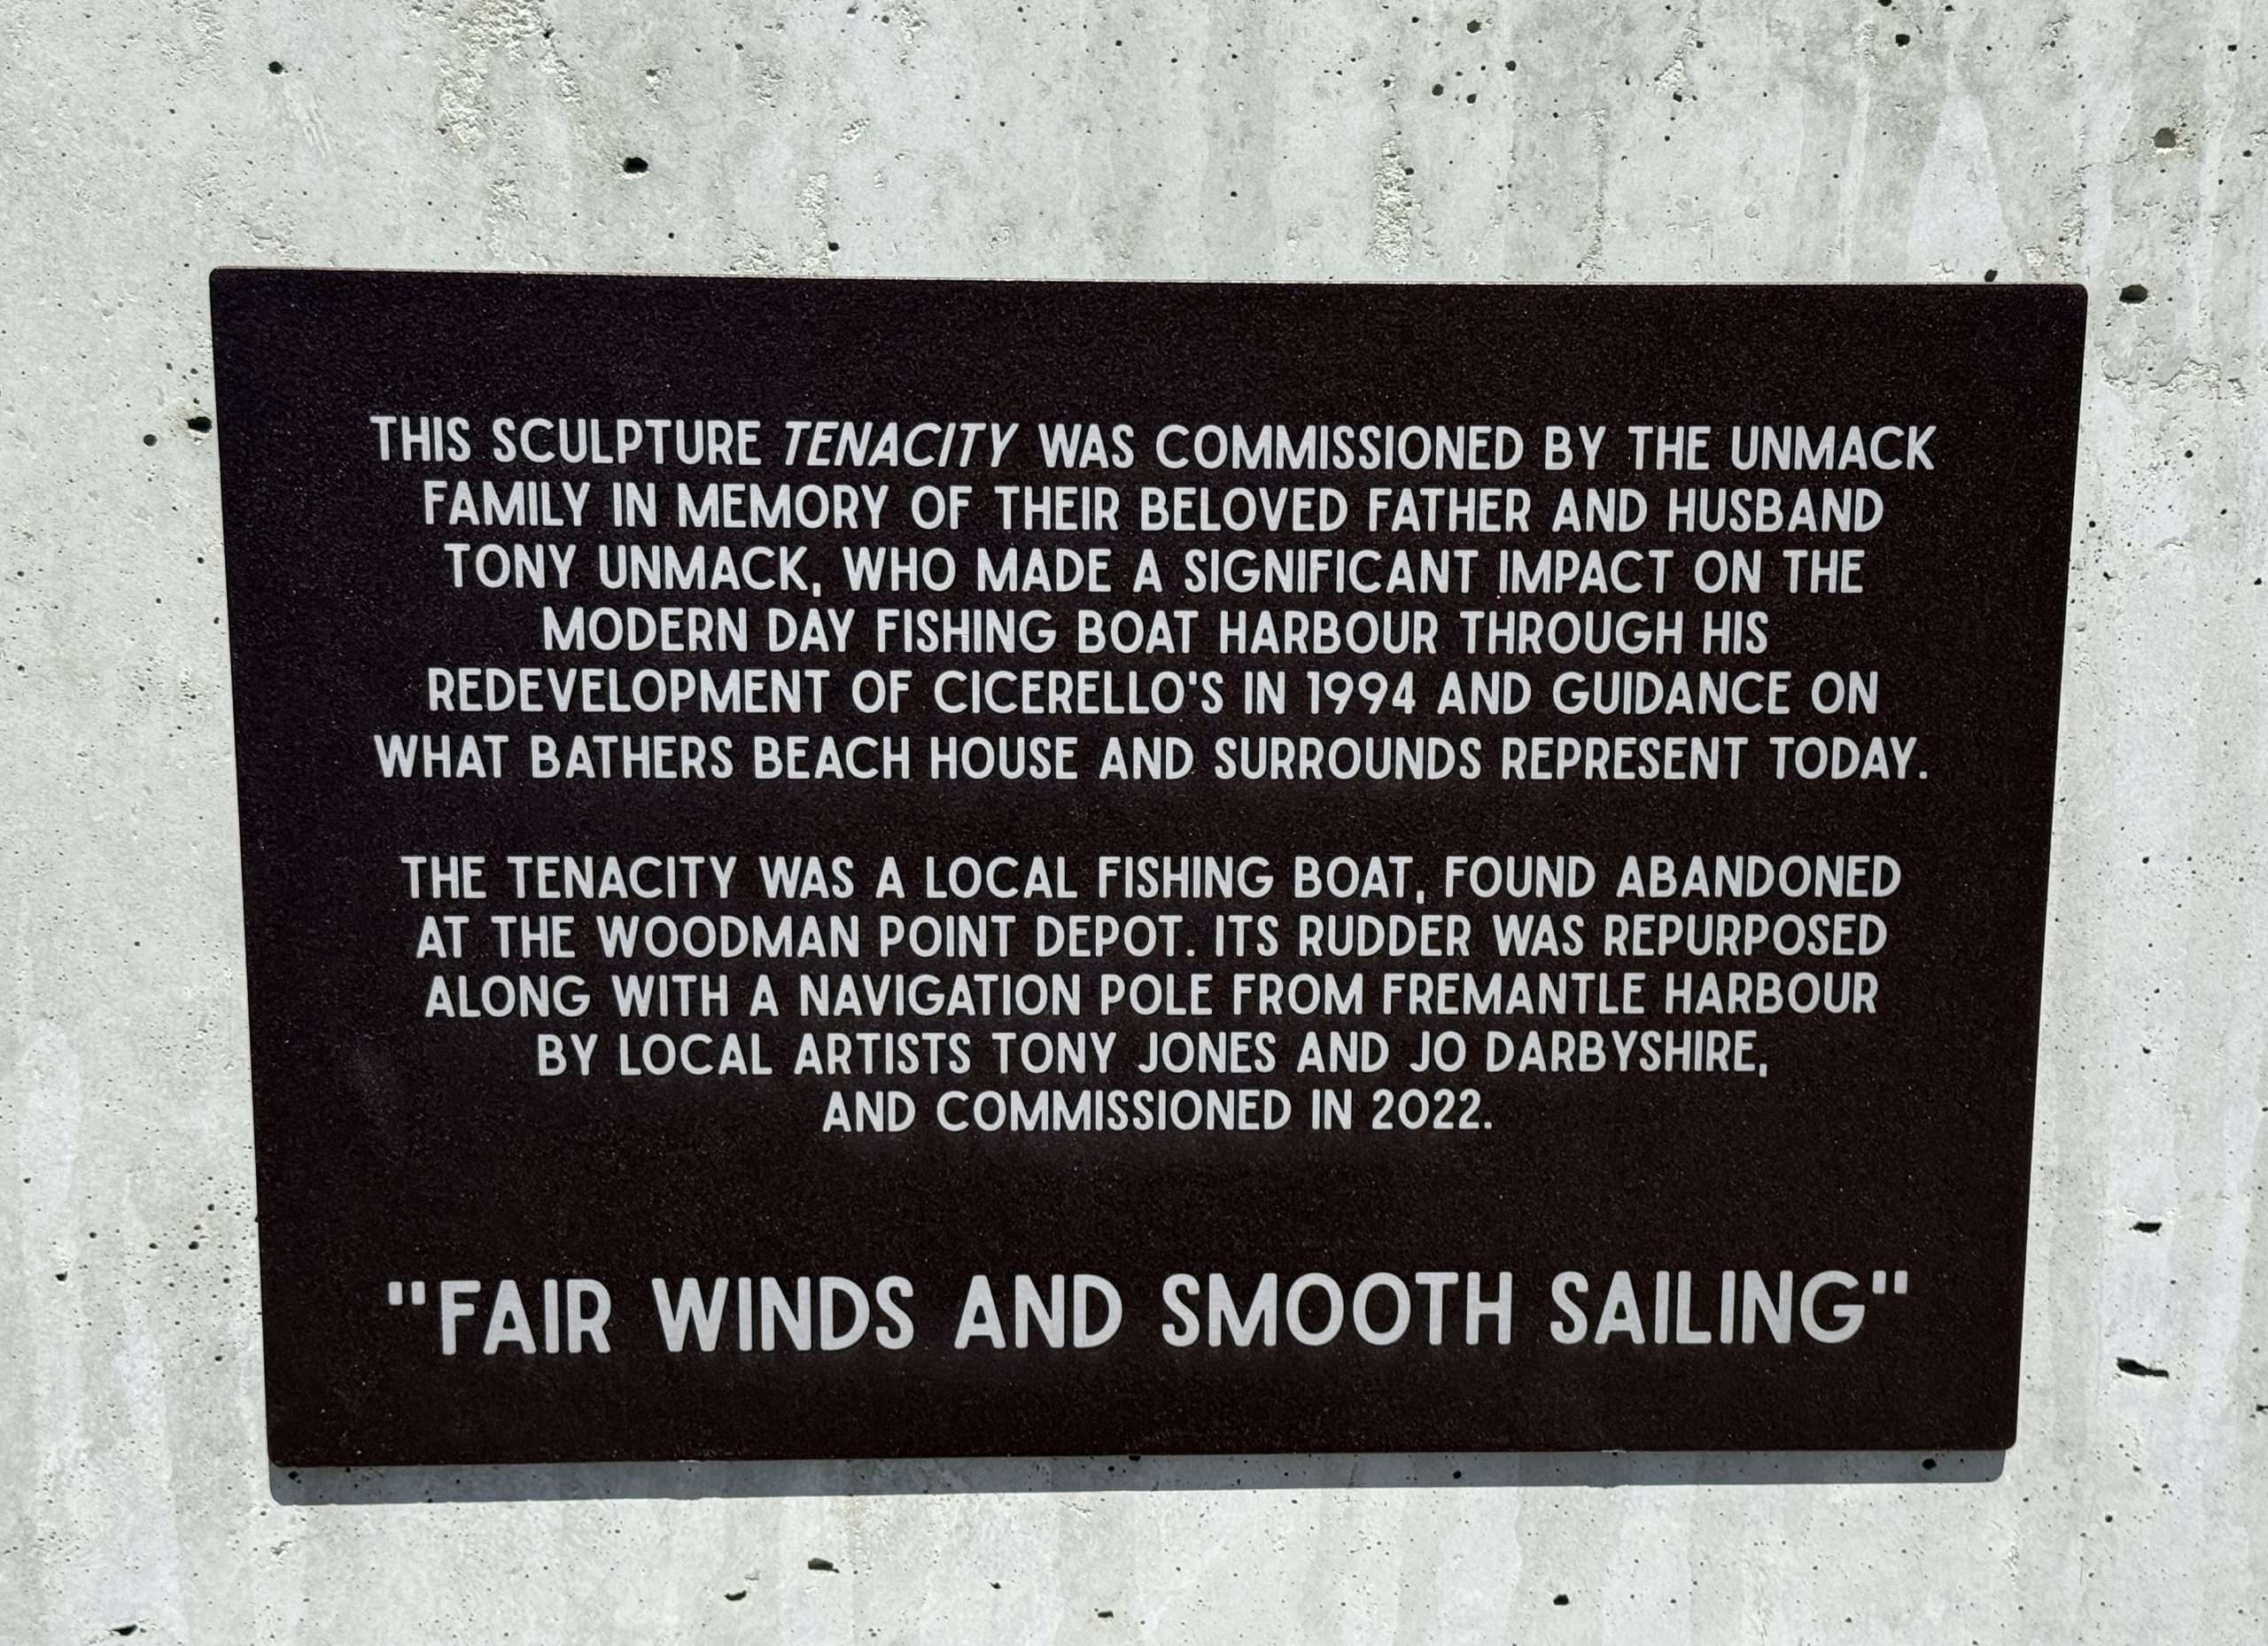 THIS SCULPTURE TENACITY WAS COMMISSIONED BY THE UNMACK
FAMILY IN MEMORY OF THEIR BELOVED FATHER AND HUSBAND
TONY UNMACK, WHO MADE A SIGNIFICANT IMPACT ON THE
MODERN DAY FISHING BOAT HARBOUR THROUGH HIS
REDEVELOPMENT OF CICERELLO'S IN 1994 AND GUIDANCE ON
WHAT BATHERS BEACH HOUSE AND SURROUNDS REPRESENT TODAY.
THE TENACITY WAS A LOCAL FISHING BOAT, FOUND ABANDONED
AT THE WOODMAN POINT DEPOT. ITS RUDDER WAS REPURPOSED
ALONG WITH A NAVIGATION POLE FROM FREMANTLE HARBOUR
BY LOCAL ARTISTS TONY JONES AND JO DARBYSHIRE,
AND COMMISSIONED IN 2022.
"FAIR WINDS AND SMOOTH SAILING"